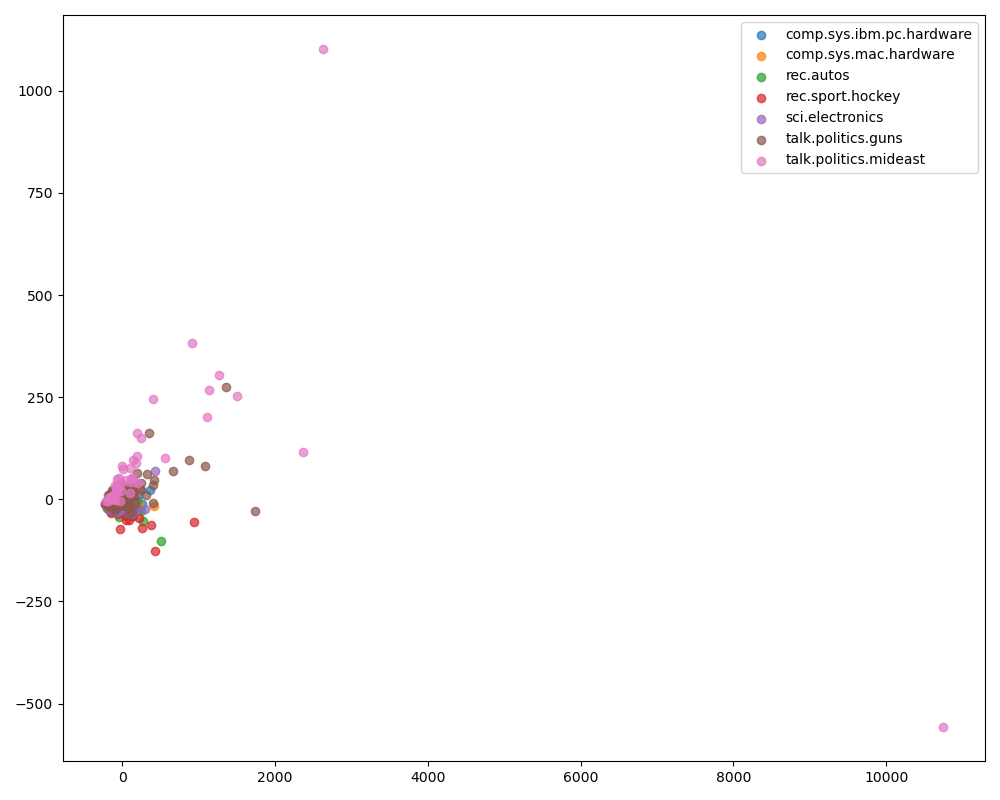 comp.sys.ibm.pc.hardware
comp.sys.mac.hardware
rec.autos
rec.sport.hockey
sci.electronics
talk.politics.guns
talk.politics.mideast
1000
750
500
250
0
−250
−500
0 2000 4000 6000 8000 10000